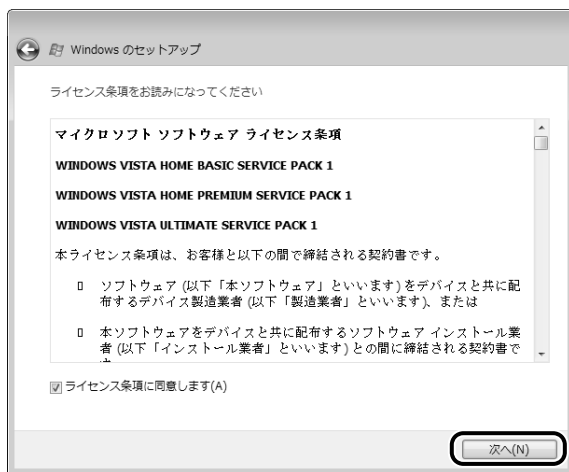 Windows のセットアップ
ライセンス条項をお読みになってください
マイクロソフト ソフトウェア ライセンス条項
WINDOWS VISTA HOME BASIC SERVICE PACK 1
WINDOWS VISTA HOME PREMIUM SERVICE PACK 1
WINDOWS VISTA ULTIMATE SERVICE PACK 1
本ライセンス条項は、お客様と以下の間で締結される契約書です。
ソフトウェア (以下「本ソフトウェア」といいます) をデバイスと共に配
布するデバイス製造業者 (以下「製造業者」といいます)、または
本ソフトウェアをデバイスと共に配布するソフトウェア インストール業
者 (以下「インストール業者」といいます) との間に締結される契約書で
ライセンス条項に同意します(A)
次へ(N)